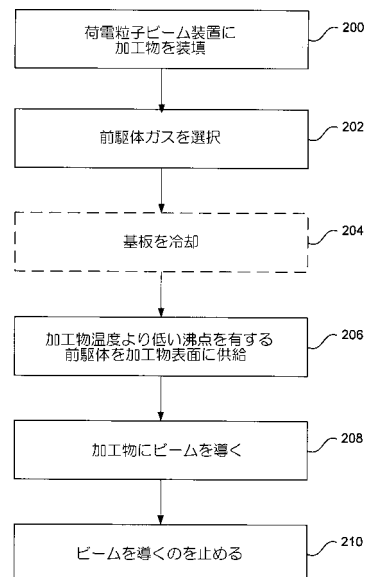 荷電粒子ビーム装置に
加工物を装填
200
前駆体ガスを選択
202
基板を冷却
204
加工物温度より低い沸点を有する
前駆体を加工物表面に供給
206
加工物にビームを導く
208
ビームを導くのを止める
210